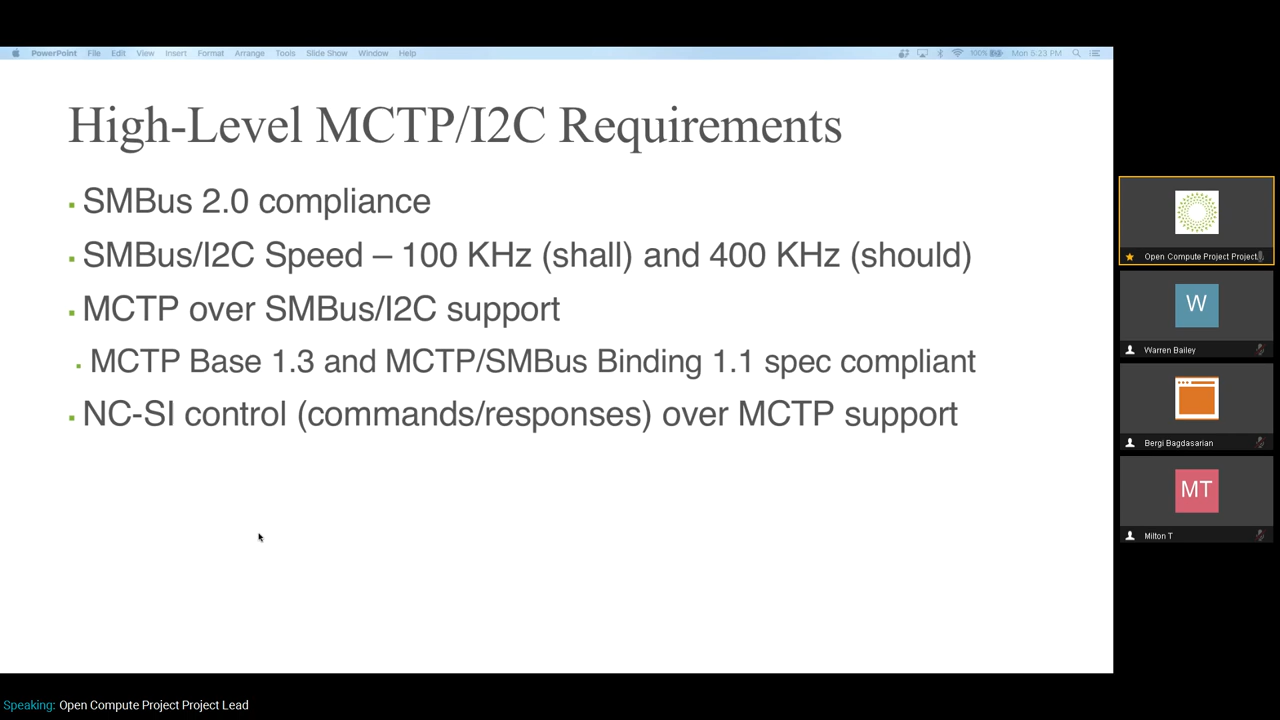 PowerPoint File Edit View Insert Format Arrange Tools Slide Show Window Help 100% Mon 5:23 PM
High-Level MCTP/I2C Requirements
SMBus 2.0 compliance
SMBus/I2C Speed – 100 KHz (shall) and 400 KHz (should)
MCTP over SMBus/I2C support
MCTP Base 1.3 and MCTP/SMBus Binding 1.1 spec compliant
NC-SI control (commands/responses) over MCTP support
Open Compute Project Project
W
Warren Bailey
Bergi Bagdasarian
MT
Milton T
Speaking: Open Compute Project Project Lead